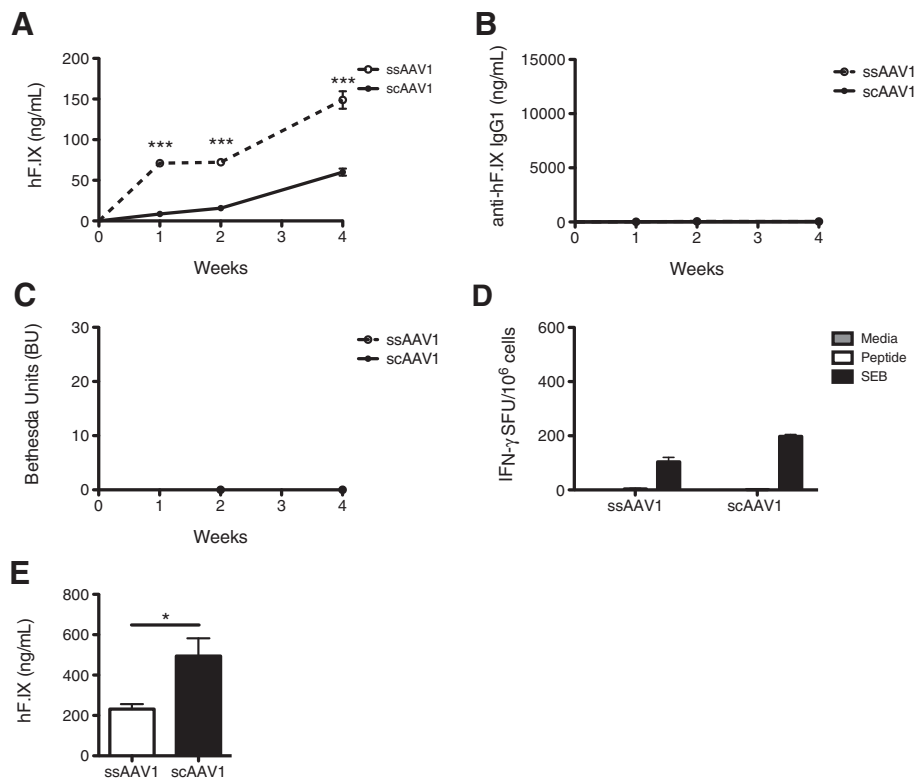 A
hF.IX (ng/mL)
200
150
100
50
0
0 1 2 3 4
Weeks
*** *** ***
ssAAV1
scAAV1
B
anti-hF.IX IgG1 (ng/mL)
15000
10000
5000
0
0 1 2 3 4
Weeks
ssAAV1
scAAV1
C
Bethesda Units (BU)
30
20
10
0
0 1 2 3 4
Weeks
ssAAV1
scAAV1
D
IFN-γ SFU/10⁶ cells
600
400
200
0
ssAAV1 scAAV1
Media
Peptide
SEB
E
hF.IX (ng/mL)
800
600
400
200
0
*
ssAAV1 scAAV1